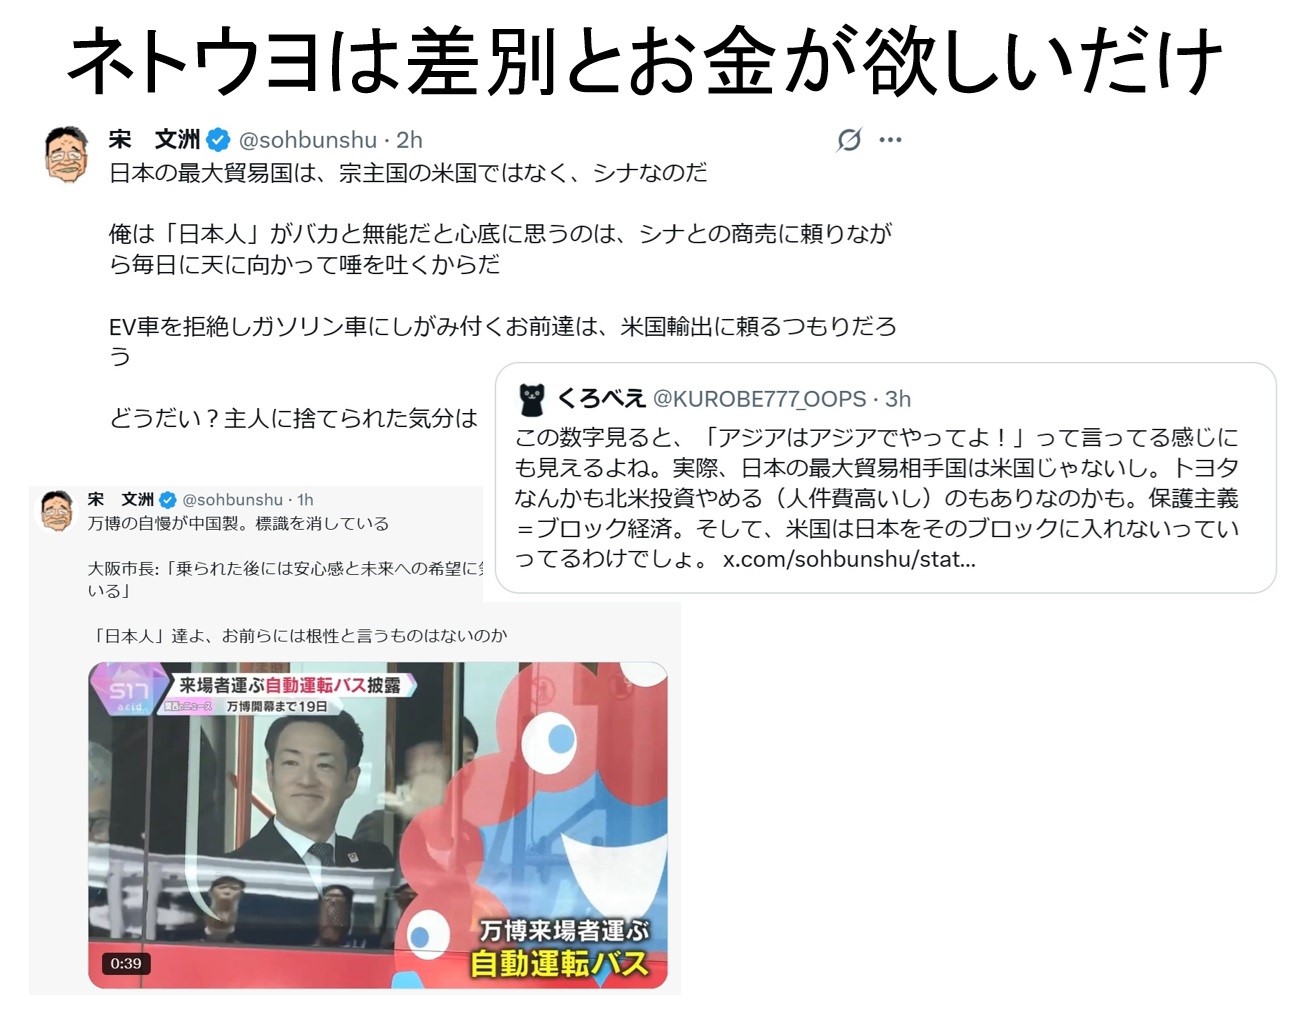 ネトウヨは差別とお金が欲しいだけ
宋　文洲 @sohbunshu · 2h
日本の最大貿易国は、宗主国の米国ではなく、シナなのだ
俺は「日本人」がバカと無能だと心底に思うのは、シナとの商売に頼りなが
ら毎日に天に向かって唾を吐くからだ
EV車を拒絶しガソリン車にしがみ付くお前達は、米国輸出に頼るつもりだろ
う
どうだい？主人に捨てられた気分は
くろべえ @KUROBE777_OOPS · 3h
この数字見ると、「アジアはアジアでやってよ！」って言ってる感じに
も見えるよね。実際、日本の最大貿易相手国は米国じゃないし。トヨタ
なんかも北米投資やめる（人件費高いし）のもありなのかも。保護主義
＝ブロック経済。そして、米国は日本をそのブロックに入れないってい
ってるわけでしょ。 x.com/sohbunshu/stat…
宋　文洲 @sohbunshu · 1h
万博の自慢が中国製。標識を消している
大阪市長:「乗られた後には安心感と未来への希望に
いる」
「日本人」達よ、お前らには根性と言うものはないのか
S17
acid.
来場者運ぶ自動運転バス披露
関西のニュース
万博開幕まで19日
万博来場者運ぶ
自動運転バス
0:39